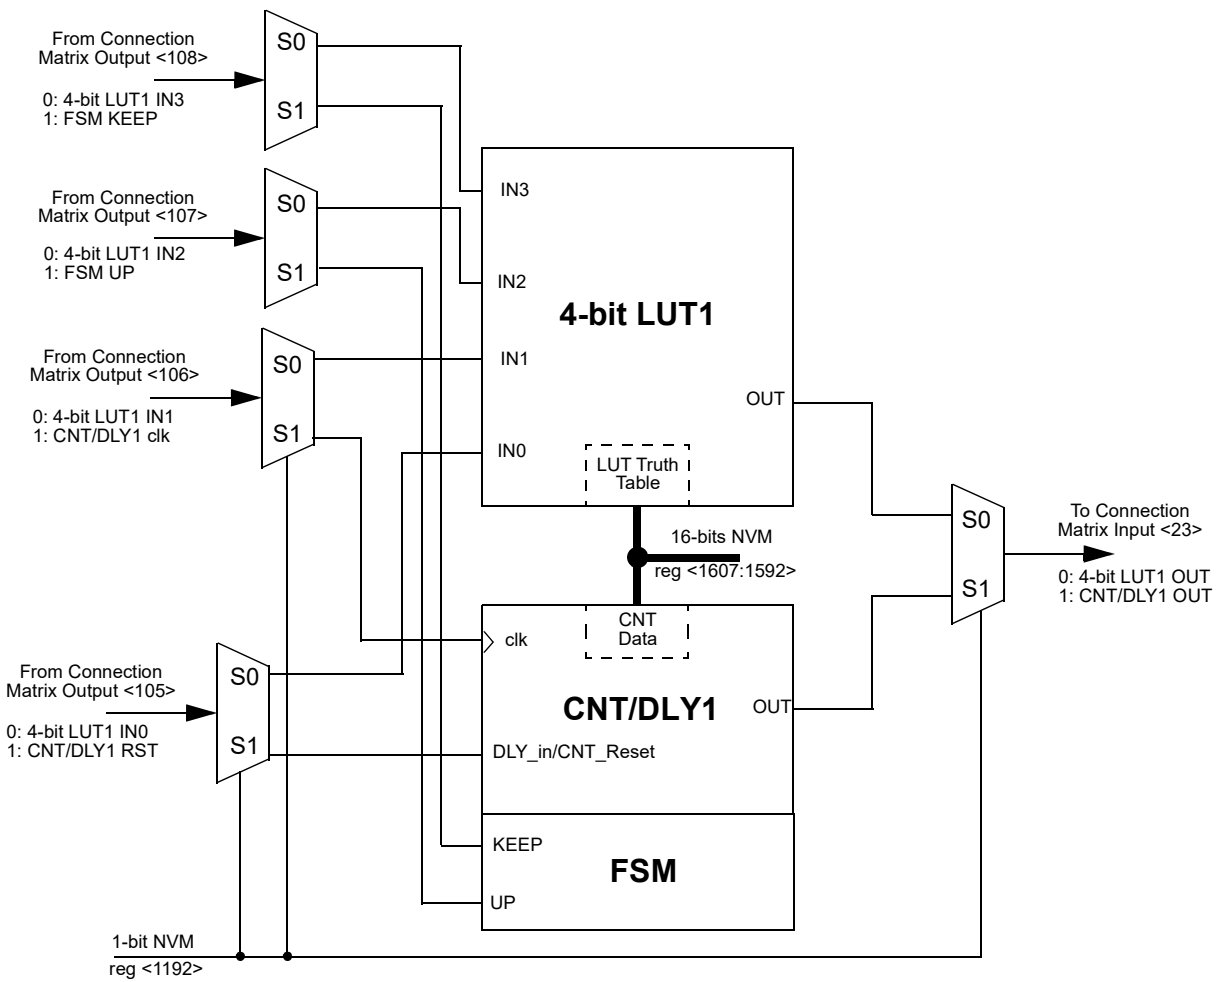 From Connection
Matrix Output <108>
0: 4-bit LUT1 IN3
1: FSM KEEP
S0
S1
From Connection
Matrix Output <107>
0: 4-bit LUT1 IN2
1: FSM UP
S0
S1
From Connection
Matrix Output <106>
0: 4-bit LUT1 IN1
1: CNT/DLY1 clk
S0
S1
From Connection
Matrix Output <105>
0: 4-bit LUT1 IN0
1: CNT/DLY1 RST
S0
S1
IN3
IN2
IN1
IN0
4-bit LUT1
OUT
LUT Truth
Table
16-bits NVM
reg <1607:1592>
CNT
Data
clk
CNT/DLY1
OUT
DLY_in/CNT_Reset
KEEP
UP
FSM
S0
S1
To Connection
Matrix Input <23>
0: 4-bit LUT1 OUT
1: CNT/DLY1 OUT
1-bit NVM
reg <1192>